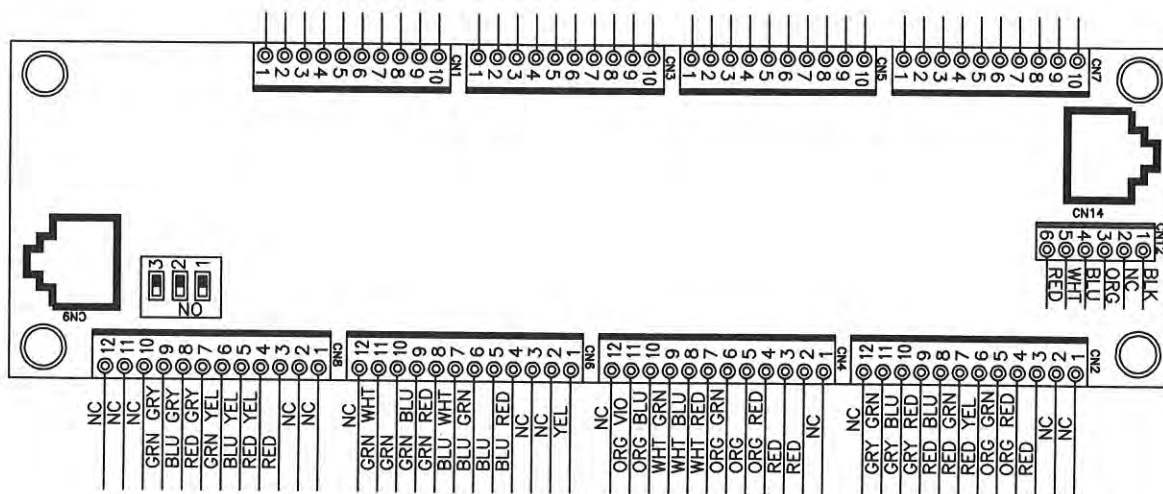 1 2 3 4 5 6 7 8 9 10 CN1
1 2 3 4 5 6 7 8 9 10 CN3
1 2 3 4 5 6 7 8 9 10 CN5
1 2 3 4 5 6 7 8 9 10 CN7
CN14
CN12
6 5 4 3 2 1
RED
WHT
BLU
ORG
NC
BLK
CN9
3 2 1
ON
12 11 10 9 8 7 6 5 4 3 2 1 CN8
NC
NC
NC
GRN GRY
BLU GRY
RED GRY
GRN YEL
BLU YEL
RED YEL
RED
NC
NC
12 11 10 9 8 7 6 5 4 3 2 1 CN6
NC
GRN WHT
GRN
GRN BLU
GRN RED
BLU WHT
BLU GRN
BLU
BLU RED
NC
NC
YEL
12 11 10 9 8 7 6 5 4 3 2 1 CN4
NC
ORG VIO
ORG BLU
WHT GRN
WHT BLU
WHT RED
ORG GRN
ORG
ORG RED
RED
RED
NC
12 11 10 9 8 7 6 5 4 3 2 1 CN2
NC
GRY GRN
GRY BLU
GRY RED
RED BLU
RED GRN
RED YEL
ORG GRN
ORG RED
RED
NC
NC